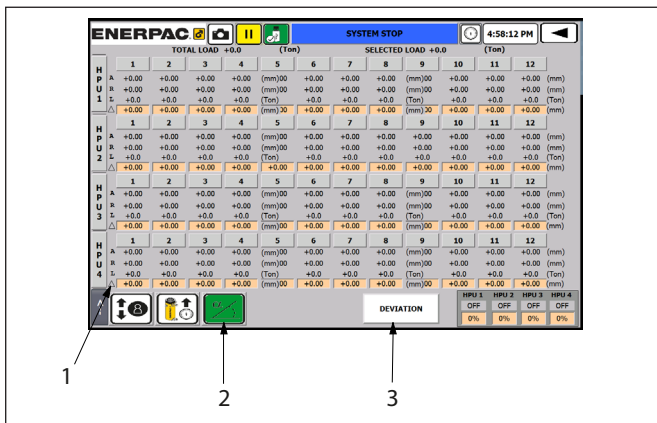 ENERPAC SYSTEM STOP 4:58:12 PM
TOTAL LOAD +0.0 (Ton) SELECTED LOAD +0.0 (Ton)
HPU 1
1 2 3 4 5 6 7 8 9 10 11 12
A +0.00 +0.00 +0.00 +0.00 (mm)00 +0.00 +0.00 +0.00 (mm)00 +0.00 +0.00 +0.00 (mm)
R +0.00 +0.00 +0.00 +0.00 (mm)00 +0.00 +0.00 +0.00 (mm)00 +0.00 +0.00 +0.00 (mm)
L +0.0 +0.0 +0.0 +0.0 (Ton) +0.0 +0.0 +0.0 (Ton) +0.0 +0.0 +0.0 (Ton)
△ +0.00 +0.00 +0.00 +0.00 (mm)00 +0.00 +0.00 +0.00 (mm)00 +0.00 +0.00 +0.00 (mm)
HPU 2
1 2 3 4 5 6 7 8 9 10 11 12
A +0.00 +0.00 +0.00 +0.00 (mm)00 +0.00 +0.00 +0.00 +0.00 +0.00 +0.00 +0.00 (mm)
R +0.00 +0.00 +0.00 +0.00 (mm)00 +0.00 +0.00 +0.00 +0.00 +0.00 +0.00 +0.00 (mm)
L +0.0 +0.0 +0.0 +0.0 (Ton) +0.0 +0.0 +0.0 +0.0 +0.0 +0.0 +0.0 (Ton)
△ +0.00 +0.00 +0.00 +0.00 +0.00 +0.00 +0.00 +0.00 +0.00 +0.00 +0.00 +0.00 (mm)
HPU 3
1 2 3 4 5 6 7 8 9 10 11 12
A +0.00 +0.00 +0.00 +0.00 (mm)00 +0.00 +0.00 +0.00 (mm)00 +0.00 +0.00 +0.00 (mm)
R +0.00 +0.00 +0.00 +0.00 (mm)00 +0.00 +0.00 +0.00 (mm)00 +0.00 +0.00 +0.00 (mm)
L +0.0 +0.0 +0.0 +0.0 (Ton) +0.0 +0.0 +0.0 (Ton) +0.0 +0.0 +0.0 (Ton)
△ +0.00 +0.00 +0.00 +0.00 (mm)00 +0.00 +0.00 +0.00 (mm)00 +0.00 +0.00 +0.00 (mm)
HPU 4
1 2 3 4 5 6 7 8 9 10 11 12
A +0.00 +0.00 +0.00 +0.00 (mm)00 +0.00 +0.00 +0.00 (mm)00 +0.00 +0.00 +0.00 (mm)
R +0.00 +0.00 +0.00 +0.00 (mm)00 +0.00 +0.00 +0.00 (mm)00 +0.00 +0.00 +0.00 (mm)
L +0.0 +0.0 +0.0 +0.0 (Ton) +0.0 +0.0 +0.0 (Ton) +0.0 +0.0 +0.0 (Ton)
△ +0.00 +0.00 +0.00 +0.00 (mm)00 +0.00 +0.00 +0.00 (mm)00 +0.00 +0.00 +0.00 (mm)
HPU 1 HPU 2 HPU 3 HPU 4
DEVIATION OFF OFF OFF OFF
0% 0% 0% 0%
1 2 3